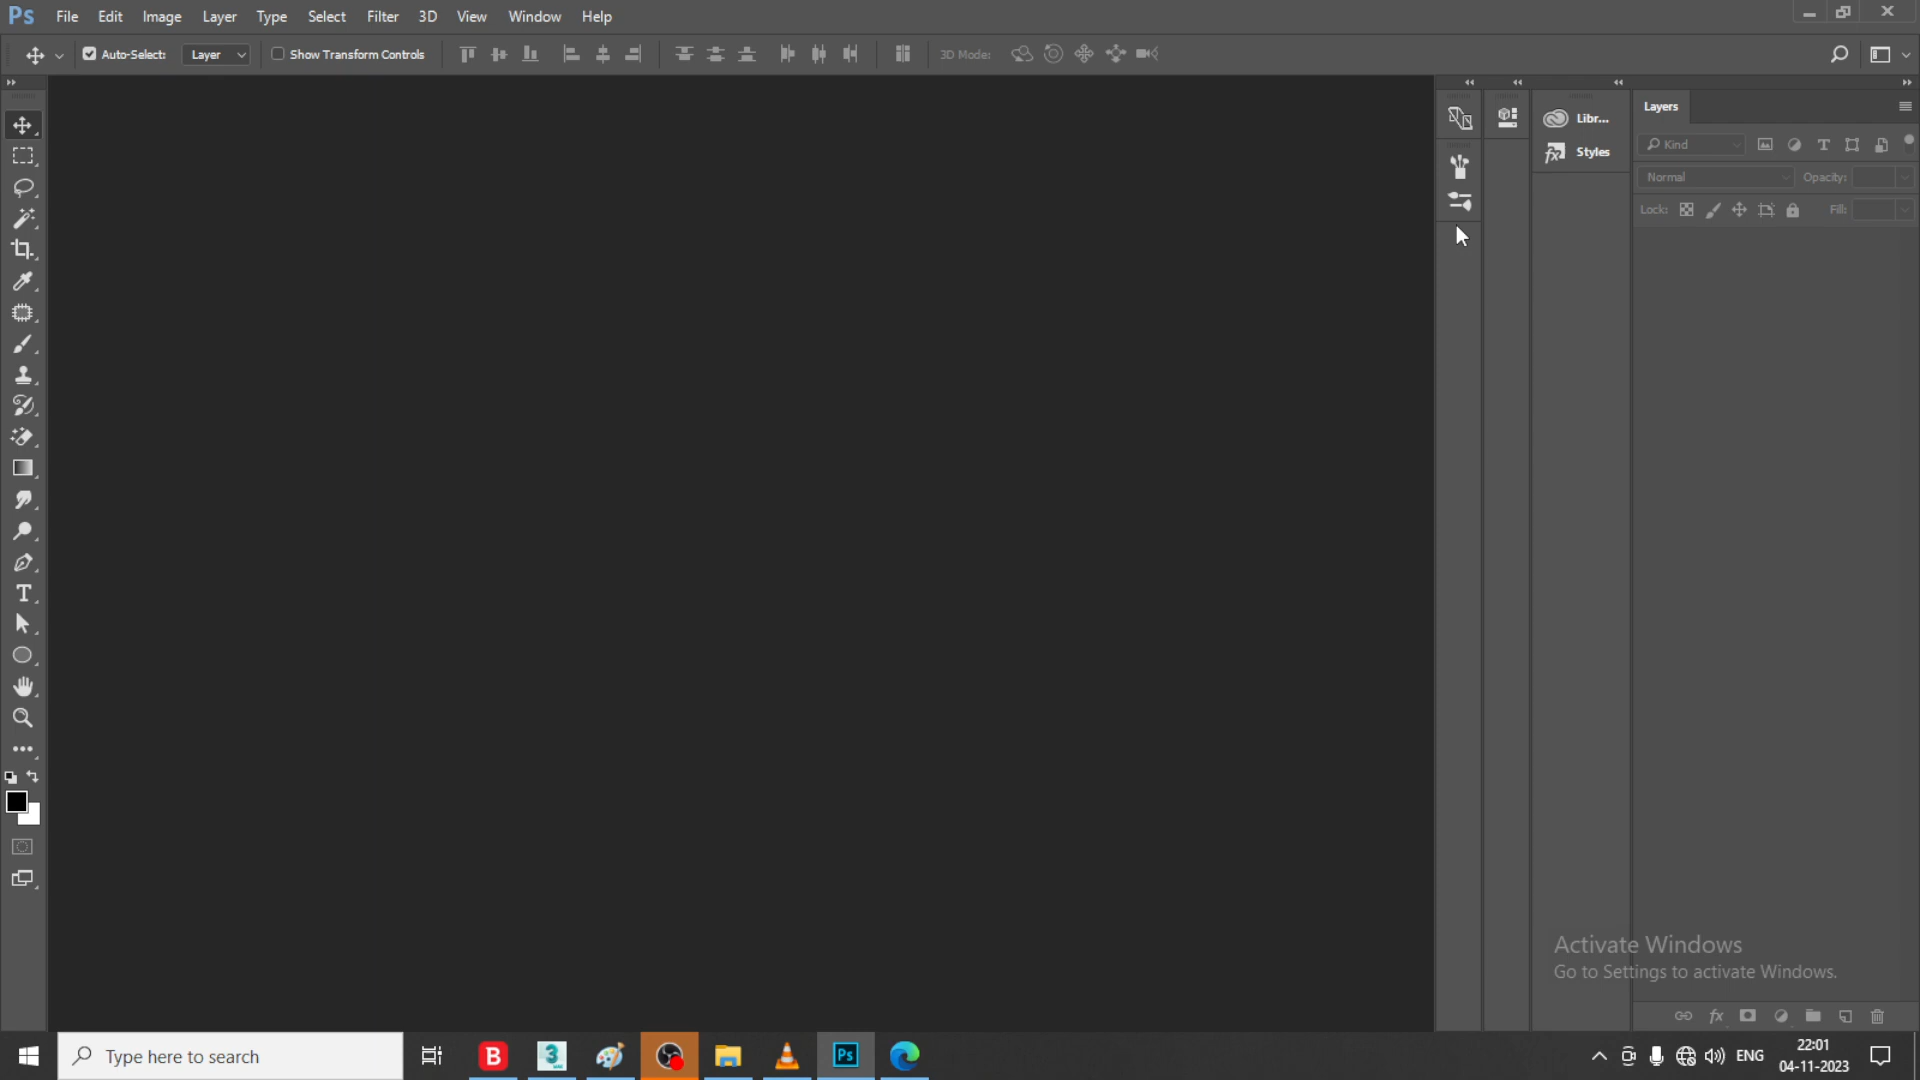 Ps File Edit Image Layer Type Select Filter 3D View Window Help
Auto-Select: Layer Show Transform Controls 3D Mode:
Libr...
Styles
Layers
Kind
Normal Opacity:
Lock: Fill:
Activate Windows
Go to Settings to activate Windows.
Type here to search
B
3
Ps
ENG
22:01
04-11-2023